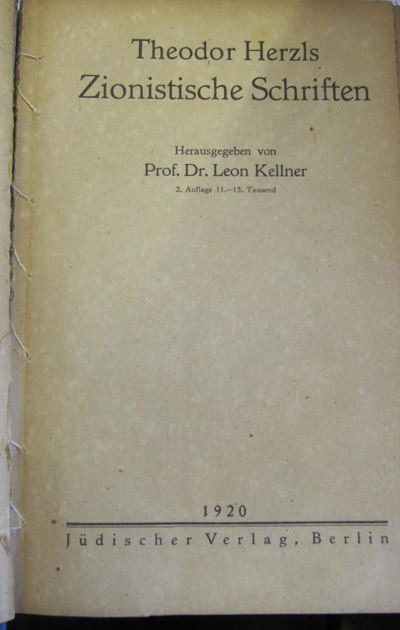 Theodor Herzls
Zionistische Schriften
Herausgegeben von
Prof. Dr. Leon Kellner
2. Auflage 11.—15. Tausend
1920
Jüdischer Verlag, Berlin